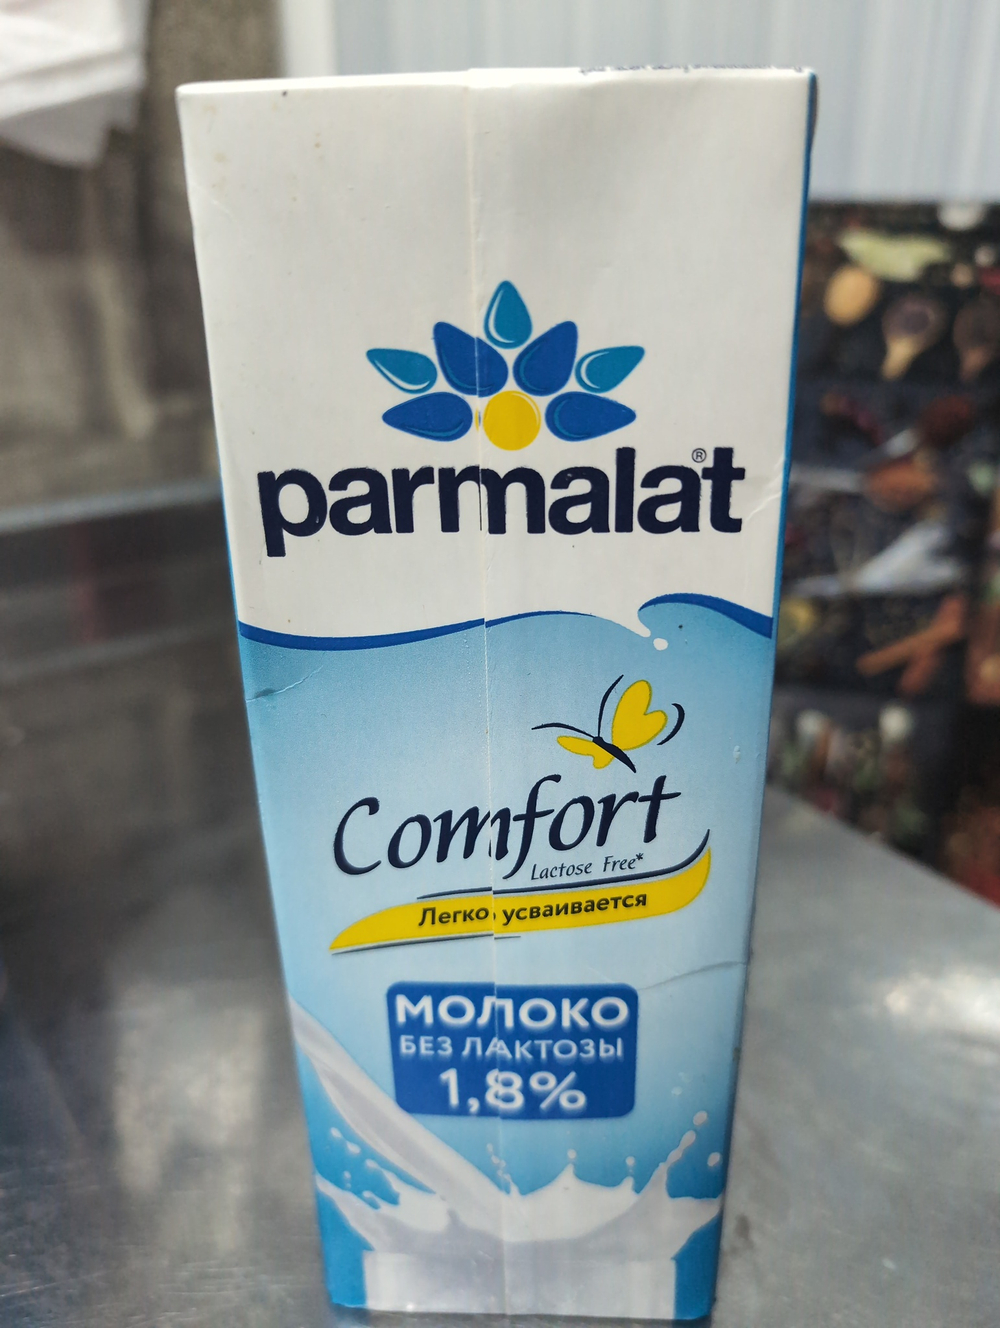 parmalat®
Comfort
Lactose Free*
Легко усваивается
МОЛОКО
БЕЗ ЛАКТОЗЫ
1,8%